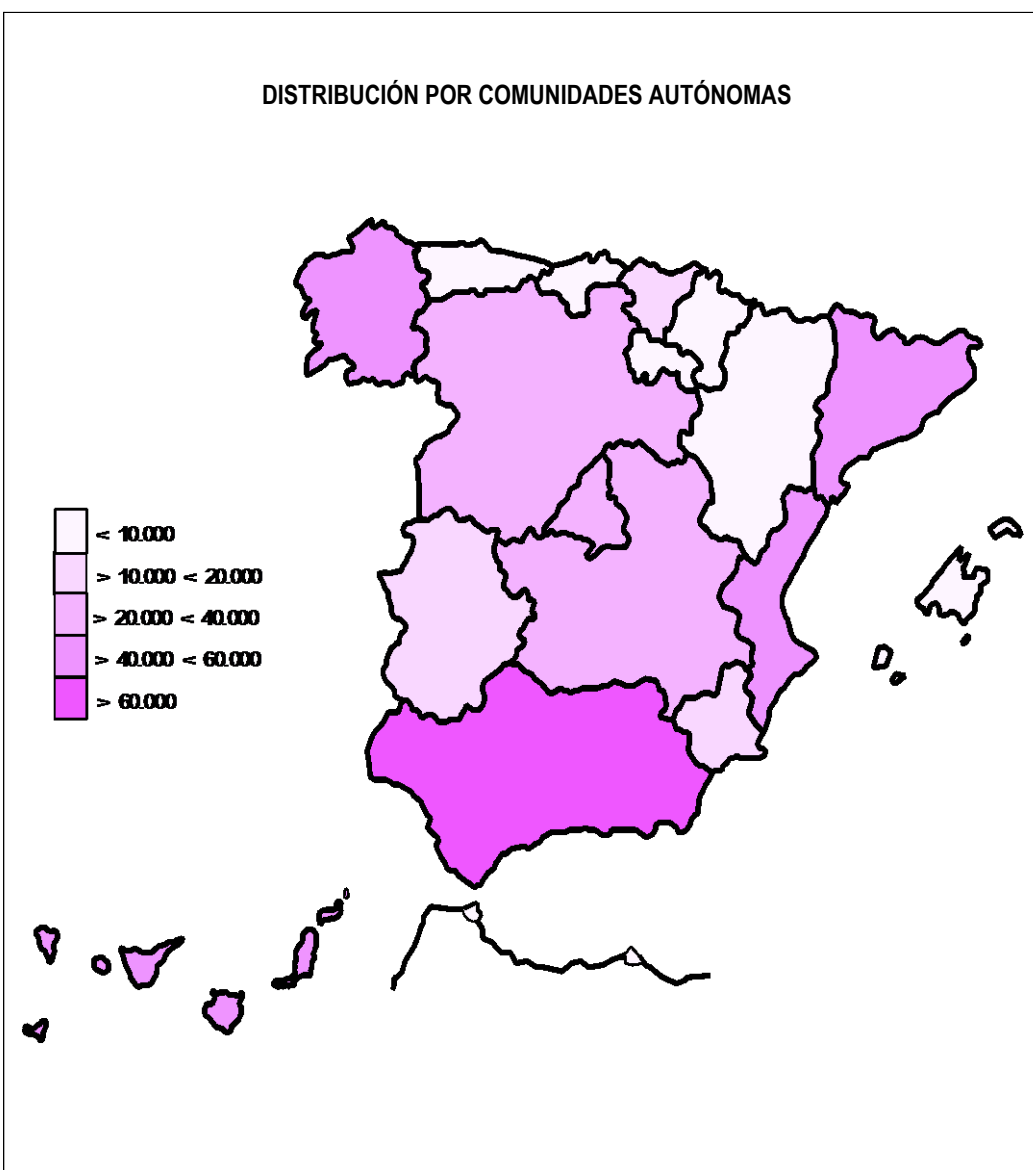 DISTRIBUCIÓN POR COMUNIDADES AUTÓNOMAS
< 10.000
> 10.000 < 20.000
> 20.000 < 40.000
> 40.000 < 60.000
> 60.000